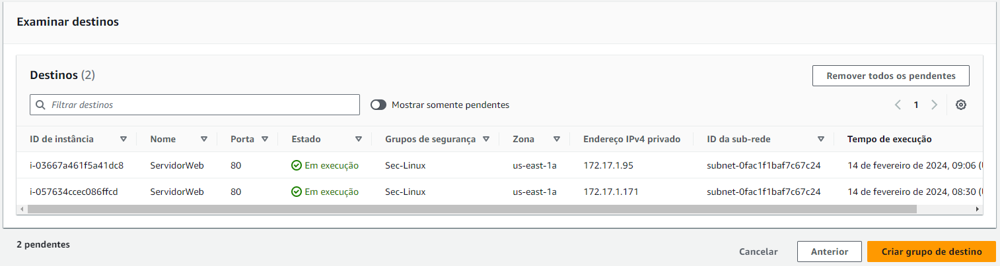 Examinar destinos
Destinos (2)
Remover todos os pendentes
Filtrar destinos
Mostrar somente pendentes
1
ID de instância Nome Porta Estado Grupos de segurança Zona Endereço IPv4 privado ID da sub-rede Tempo de execução
i-03667a461f5a41dc8 ServidorWeb 80 Em execução Sec-Linux us-east-1a 172.17.1.95 subnet-0fac1f1baf7c67c24 14 de fevereiro de 2024, 09:06 (
i-057634ccec086ffcd ServidorWeb 80 Em execução Sec-Linux us-east-1a 172.17.1.171 subnet-0fac1f1baf7c67c24 14 de fevereiro de 2024, 08:30 (
2 pendentes
Cancelar
Anterior
Criar grupo de destino